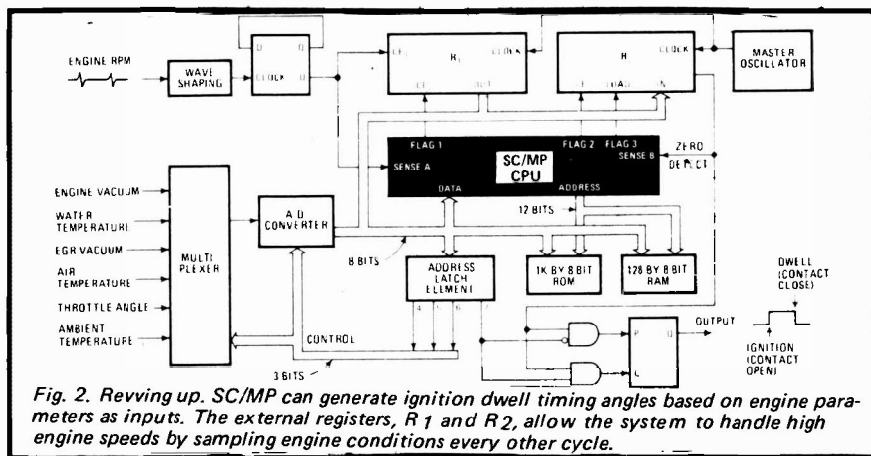 ENGINE RPM
WAVE SHAPING
CLOCK
CLOCK
CLOCK
MASTER OSCILLATOR
FLAG 1
FLAG 2
FLAG 3
SENSE A
SC/MP CPU
SENSE B
ZERO DETECT
DATA
ADDRESS
12 BITS
ENGINE VACUUM
WATER TEMPERATURE
EGR VACUUM
AIR TEMPERATURE
THROTTLE ANGLE
AMBIENT TEMPERATURE
MULTI PLEXER
A D CONVERTER
8 BITS
ADDRESS LATCH ELEMENT
1K BY 8 BIT ROM
128 BY 8 BIT RAM
4 5 6
CONTROL
3 BITS
OUTPUT
DWELL (CONTACT CLOSE)
IGNITION (CONTACT OPEN)
Fig. 2. Revving up. SC/MP can generate ignition dwell timing angles based on engine para-
meters as inputs. The external registers, R1 and R2, allow the system to handle high
engine speeds by sampling engine conditions every other cycle.